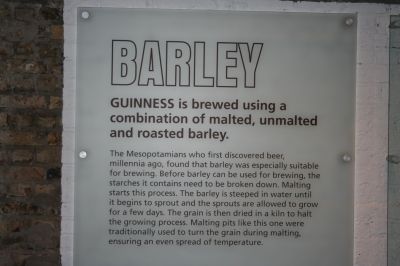 BARLEY
GUINNESS is brewed using a
combination of malted, unmalted
and roasted barley.
The Mesopotamians who first discovered beer,
millennia ago, found that barley was especially suitable
for brewing. Before barley can be used for brewing, the
starches it contains need to be broken down. Malting
starts this process. The barley is steeped in water until
it begins to sprout and the sprouts are allowed to grow
for a few days. The grain is then dried in a kiln to halt
the growing process. Malting pits like this one were
traditionally used to turn the grain during malting,
ensuring an even spread of temperature.